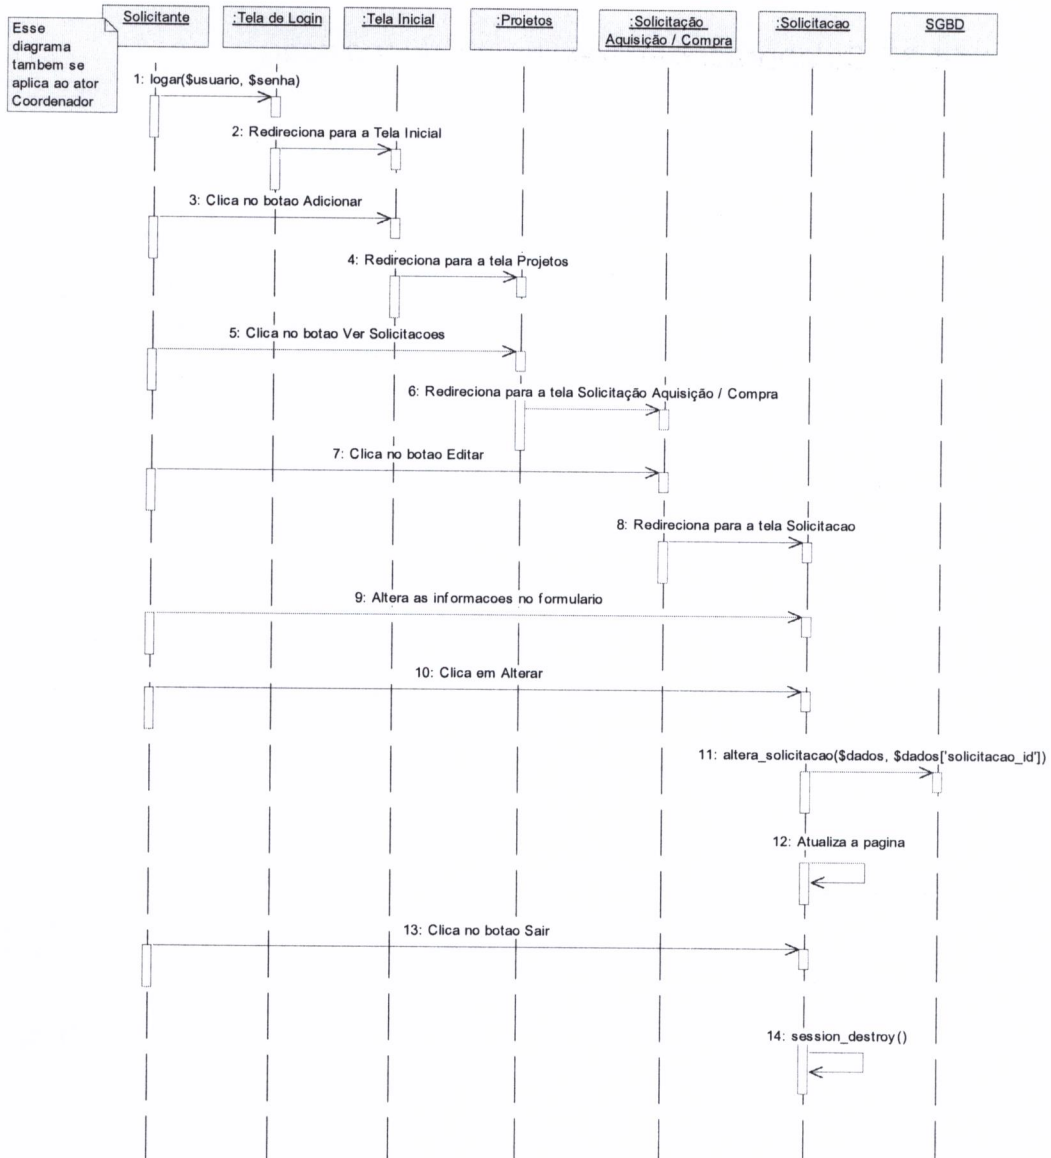 Esse
diagrama
tambem se
aplica ao ator
Coordenador
Solicitante
:Tela de Login
:Tela Inicial
:Projetos
:Solicitação
Aquisição / Compra
:Solicitacao
SGBD
1: logar($usuario, $senha)
2: Redireciona para a Tela Inicial
3: Clica no botao Adicionar
4: Redireciona para a tela Projetos
5: Clica no botao Ver Solicitacoes
6: Redireciona para a tela Solicitação Aquisição / Compra
7: Clica no botao Editar
8: Redireciona para a tela Solicitacao
9: Altera as informacoes no formulario
10: Clica em Alterar
11: altera_solicitacao($dados, $dados['solicitacao_id'])
12: Atualiza a pagina
13: Clica no botao Sair
14: session_destroy()